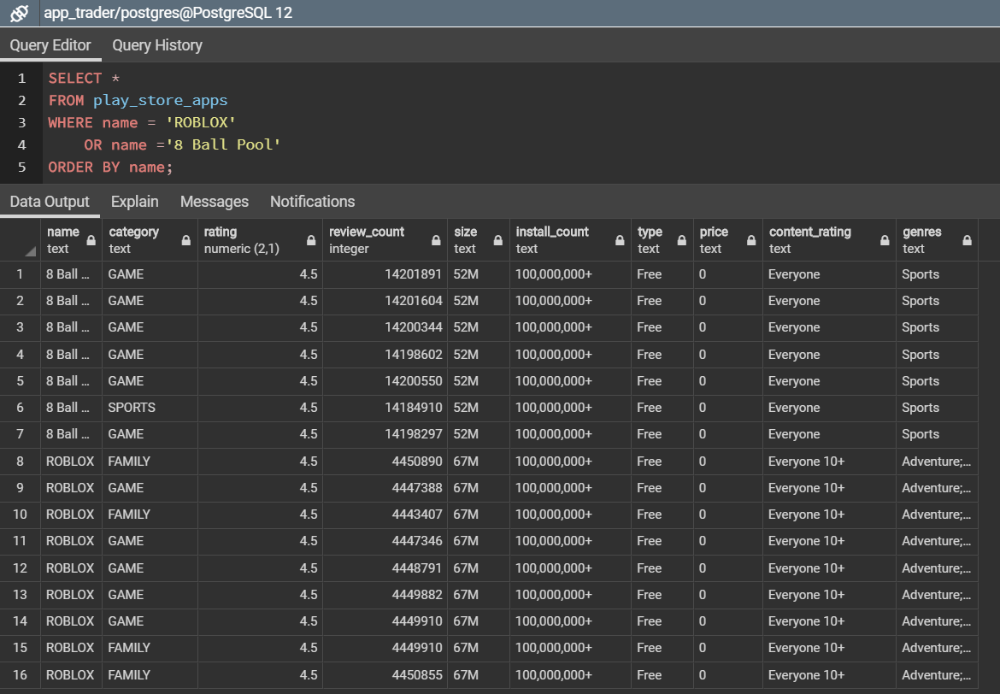 app_trader/postgres@PostgreSQL 12
Query Editor Query History
1 SELECT *
2 FROM play_store_apps
3 WHERE name = 'ROBLOX'
4 OR name ='8 Ball Pool'
5 ORDER BY name;
Data Output Explain Messages Notifications
name category rating review_count size install_count type price content_rating genres
text text numeric (2,1) integer text text text text text text
1 8 Ball ... GAME 4.5 14201891 52M 100,000,000+ Free 0 Everyone Sports
2 8 Ball ... GAME 4.5 14201604 52M 100,000,000+ Free 0 Everyone Sports
3 8 Ball ... GAME 4.5 14200344 52M 100,000,000+ Free 0 Everyone Sports
4 8 Ball ... GAME 4.5 14198602 52M 100,000,000+ Free 0 Everyone Sports
5 8 Ball ... GAME 4.5 14200550 52M 100,000,000+ Free 0 Everyone Sports
6 8 Ball ... SPORTS 4.5 14184910 52M 100,000,000+ Free 0 Everyone Sports
7 8 Ball ... GAME 4.5 14198297 52M 100,000,000+ Free 0 Everyone Sports
8 ROBLOX FAMILY 4.5 4450890 67M 100,000,000+ Free 0 Everyone 10+ Adventure;...
9 ROBLOX GAME 4.5 4447388 67M 100,000,000+ Free 0 Everyone 10+ Adventure;...
10 ROBLOX FAMILY 4.5 4443407 67M 100,000,000+ Free 0 Everyone 10+ Adventure;...
11 ROBLOX GAME 4.5 4447346 67M 100,000,000+ Free 0 Everyone 10+ Adventure;...
12 ROBLOX GAME 4.5 4448791 67M 100,000,000+ Free 0 Everyone 10+ Adventure;...
13 ROBLOX GAME 4.5 4449882 67M 100,000,000+ Free 0 Everyone 10+ Adventure;...
14 ROBLOX GAME 4.5 4449910 67M 100,000,000+ Free 0 Everyone 10+ Adventure;...
15 ROBLOX FAMILY 4.5 4449910 67M 100,000,000+ Free 0 Everyone 10+ Adventure;...
16 ROBLOX FAMILY 4.5 4450855 67M 100,000,000+ Free 0 Everyone 10+ Adventure;...